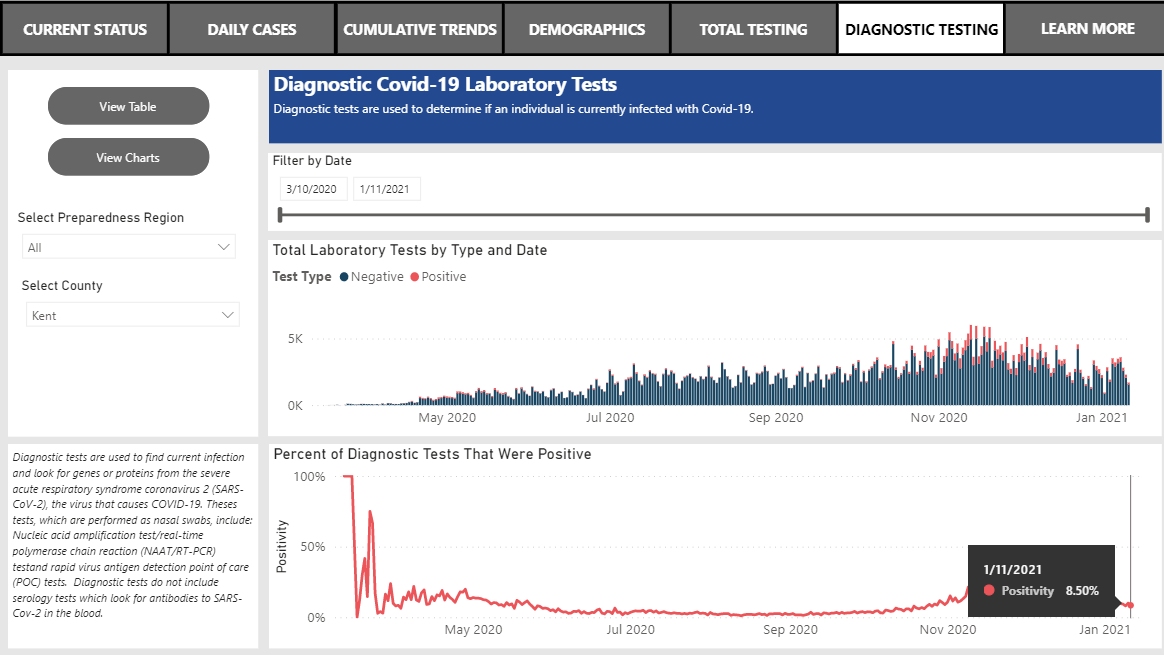 CURRENT STATUS
DAILY CASES
CUMULATIVE TRENDS
DEMOGRAPHICS
TOTAL TESTING
DIAGNOSTIC TESTING
LEARN MORE
View Table
View Charts
Select Preparedness Region
All
Select County
Kent
Diagnostic tests are used to find current infection
and look for genes or proteins from the severe
acute respiratory syndrome coronavirus 2 (SARS-
CoV-2), the virus that causes COVID-19. Theses
tests, which are performed as nasal swabs, include:
Nucleic acid amplification test/real-time
polymerase chain reaction (NAAT/RT-PCR)
testand rapid virus antigen detection point of care
(POC) tests. Diagnostic tests do not include
serology tests which look for antibodies to SARS-
Cov-2 in the blood.
Diagnostic Covid-19 Laboratory Tests
Diagnostic tests are used to determine if an individual is currently infected with Covid-19.
Filter by Date
3/10/2020 1/11/2021
Total Laboratory Tests by Type and Date
Test Type Negative Positive
5K
0K
May 2020 Jul 2020 Sep 2020 Nov 2020 Jan 2021
Percent of Diagnostic Tests That Were Positive
Positivity
100%
50%
0%
1/11/2021
Positivity 8.50%
May 2020 Jul 2020 Sep 2020 Nov 2020 Jan 2021